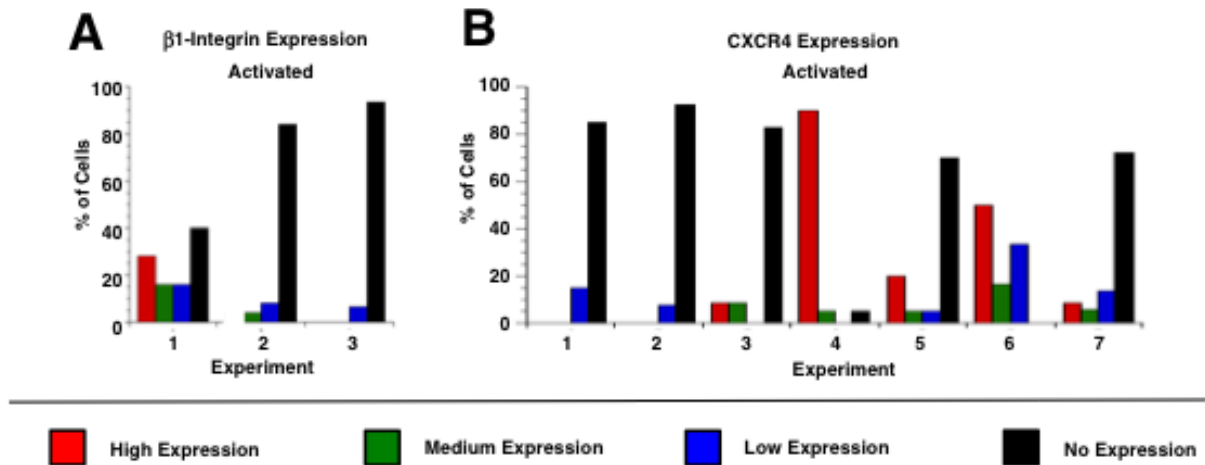 A
β1-Integrin Expression
Activated
% of Cells
100
80
60
40
20
0
1 2 3
Experiment
B
CXCR4 Expression
Activated
% of Cells
100
80
60
40
20
0
1 2 3 4 5 6 7
Experiment
High Expression Medium Expression Low Expression No Expression